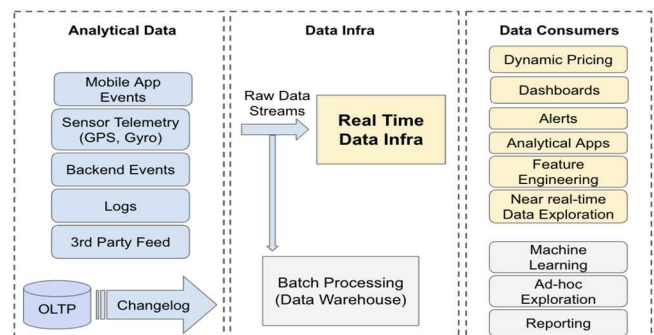 Analytical Data
Mobile App
Events
Sensor Telemetry
(GPS, Gyro)
Backend Events
Logs
3rd Party Feed
OLTP
Changelog
Data Infra
Raw Data
Streams
Real Time
Data Infra
Batch Processing
(Data Warehouse)
Data Consumers
Dynamic Pricing
Dashboards
Alerts
Analytical Apps
Feature
Engineering
Near real-time
Data Exploration
Machine
Learning
Ad-hoc
Exploration
Reporting